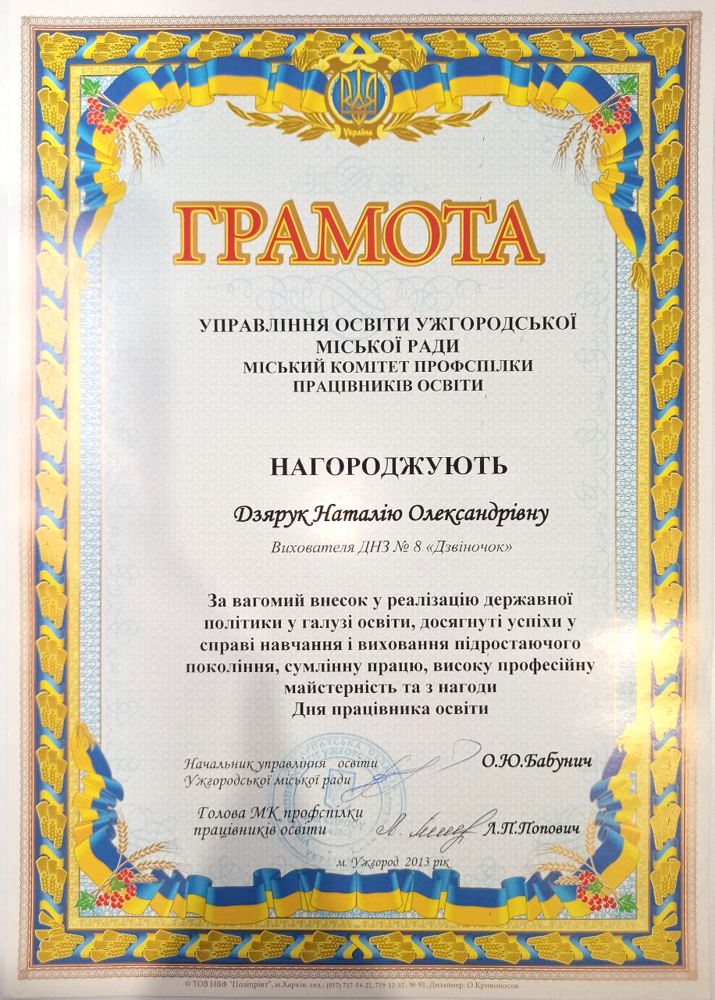 Україна
ГРАМОТА
УПРАВЛІННЯ ОСВІТИ УЖГОРОДСЬКОЇ
МІСЬКОЇ РАДИ
МІСЬКИЙ КОМІТЕТ ПРОФСПІЛКИ
ПРАЦІВНИКІВ ОСВІТИ
НАГОРОДЖУЮТЬ
Дзярук Наталію Олександрівну
Вихователя ДНЗ № 8 «Дзвіночок»
За вагомий внесок у реалізацію державної
політики у галузі освіти, досягнуті успіхи у
справі навчання і виховання підростаючого
покоління, сумлінну працю, високу професійну
майстерність та з нагоди
Дня працівника освіти
Начальник управління освіти
Ужгородської міської ради
О.Ю.Бабунич
Голова МК профспілки
працівників освіти
Л.П.Попович
м. Ужгород 2013 рік
© ТОВ НВФ "Поліпрінт", м.Харків. тел.: (057) 717-54-21, 759-12-32 . № 91. Дизайнер: О.Кривоносов